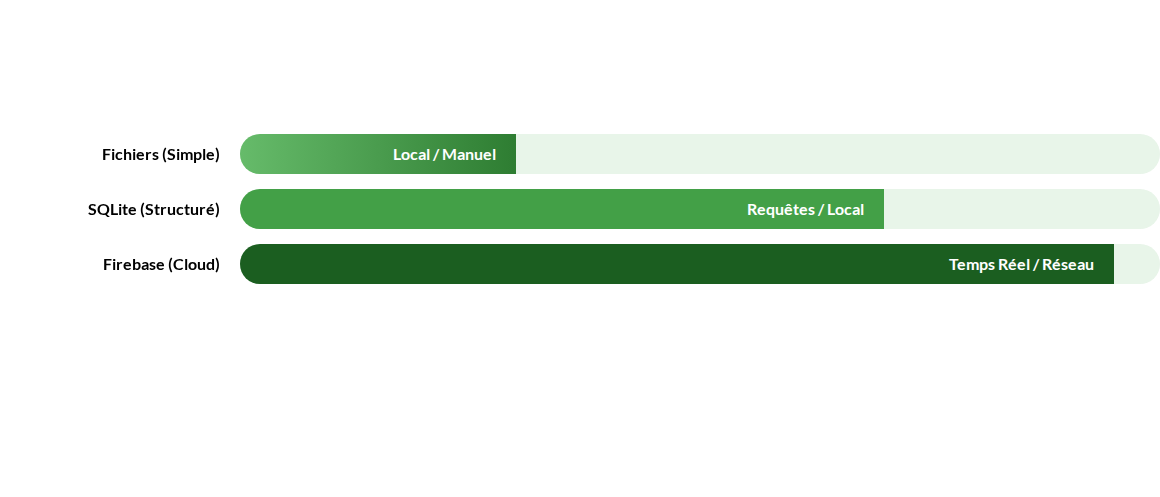 Fichiers (Simple) Local / Manuel
SQLite (Structuré) Requêtes / Local
Firebase (Cloud) Temps Réel / Réseau